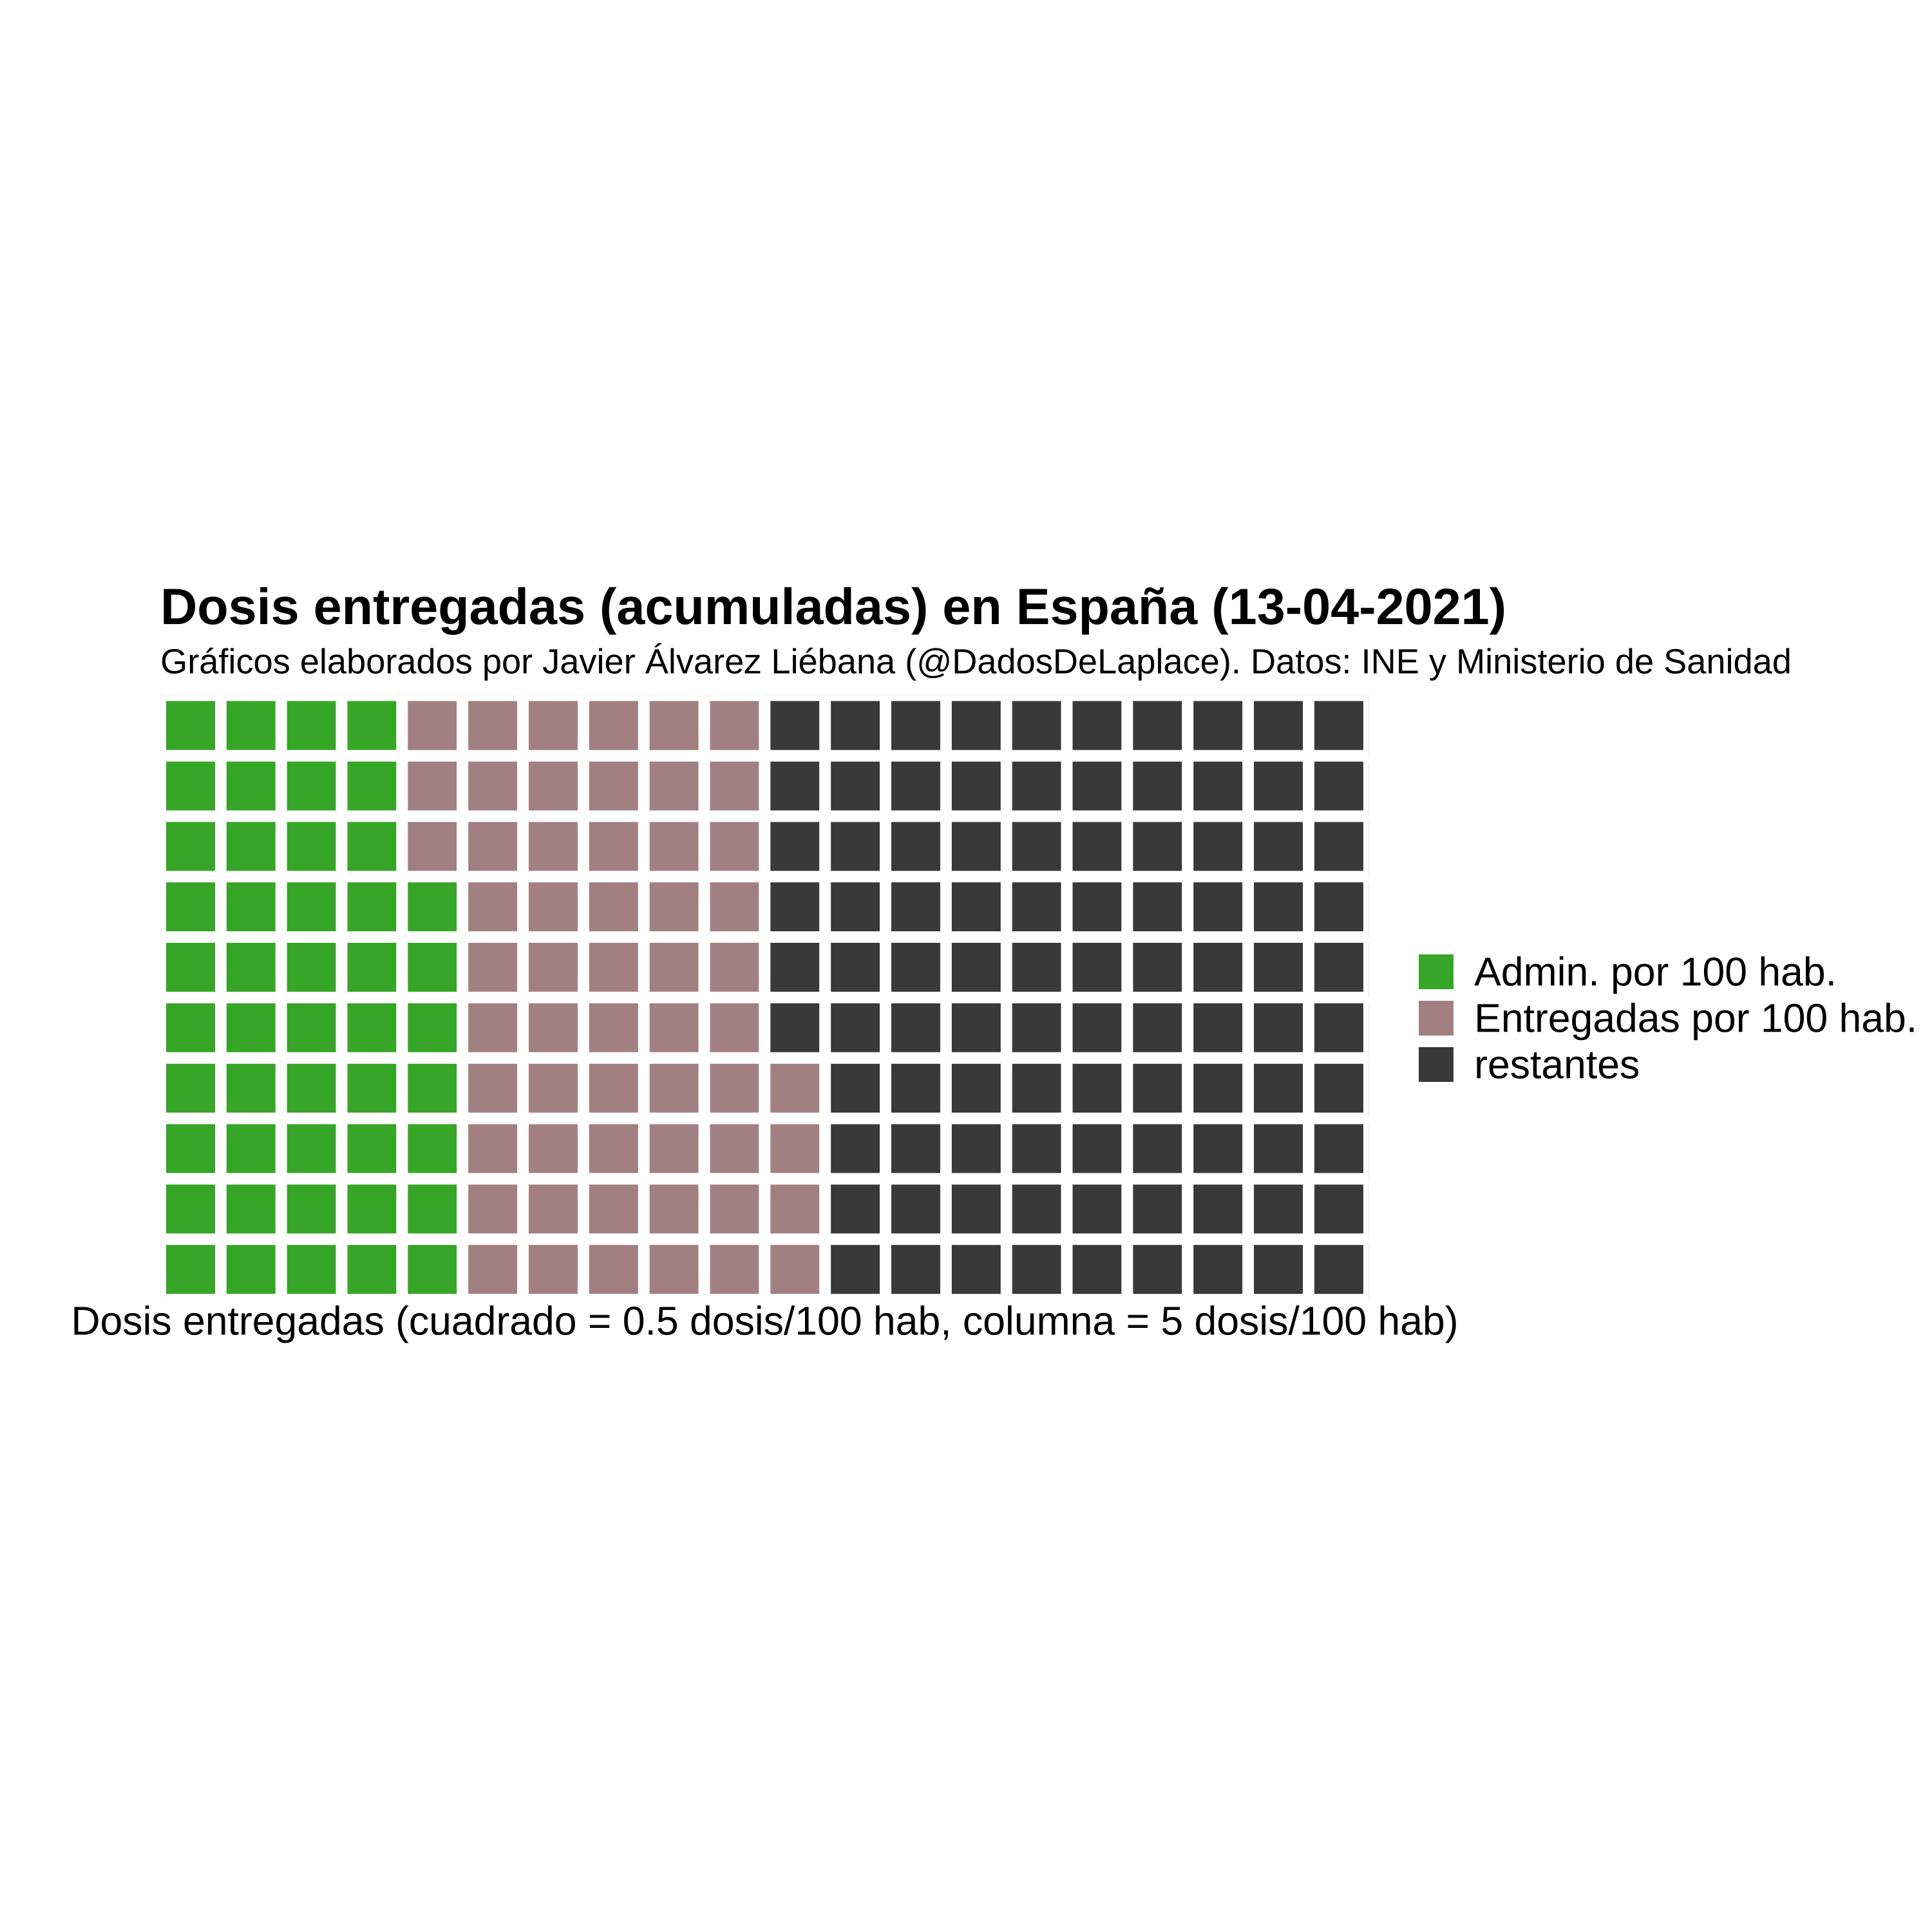 Dosis entregadas (acumuladas) en España (13-04-2021)
Gráficos elaborados por Javier Álvarez Liébana (@DadosDeLaplace). Datos: INE y Ministerio de Sanidad
Admin. por 100 hab.
Entregadas por 100 hab.
restantes
Dosis entregadas (cuadrado = 0.5 dosis/100 hab, columna = 5 dosis/100 hab)